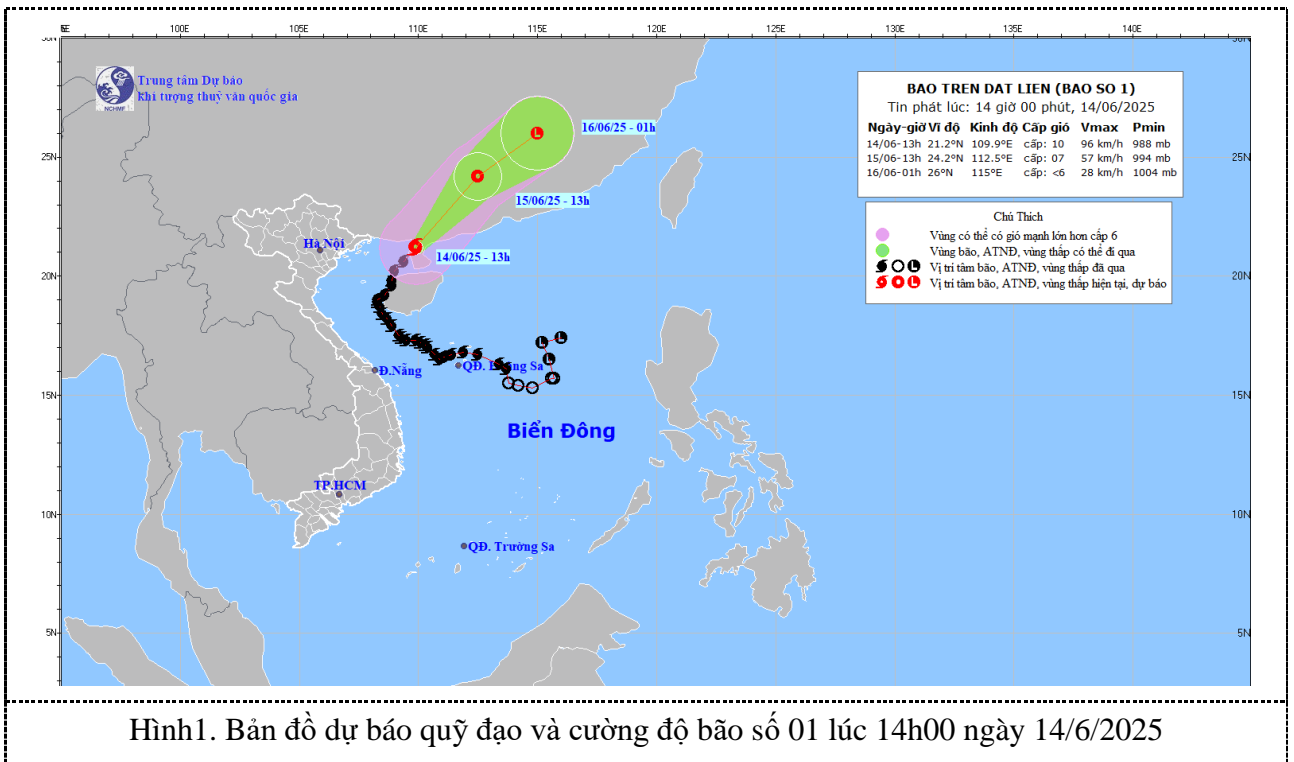 100E 105E 110E 115E 120E 125E 130E 135E 140E
Trung tâm Dự báo
khí tượng thuỷ văn quốc gia
NCHMF
BAO TREN DAT LIEN (BAO SO 1)
Tin phát lúc: 14 giờ 00 phút, 14/06/2025
Ngày-giờ Vĩ độ Kinh độ Cấp gió Vmax Pmin
14/06-13h 21.2°N 109.9°E cấp: 10 96 km/h 988 mb
15/06-13h 24.2°N 112.5°E cấp: 07 57 km/h 994 mb
16/06-01h 26°N 115°E cấp: <6 28 km/h 1004 mb
16/06/25 - 01h
L
25N 25N
15/06/25 - 13h
Chú Thích
Vùng có thể có gió mạnh lớn hơn cấp 6
Vùng bão, ATNĐ, vùng thấp có thể đi qua
L Vị trí tâm bão, ATNĐ, vùng thấp đã qua
L Vị trí tâm bão, ATNĐ, vùng thấp hiện tại, dự báo
Hà Nội
14/06/25 - 13h
20N 20N
L L
L
QĐ. Sa
Đ.Nẵng
15N 15N
Biển Đông
TP.HCM
10N 10N
QĐ. Trường Sa
5N 5N
Hình1. Bản đồ dự báo quỹ đạo và cường độ bão số 01 lúc 14h00 ngày 14/6/2025